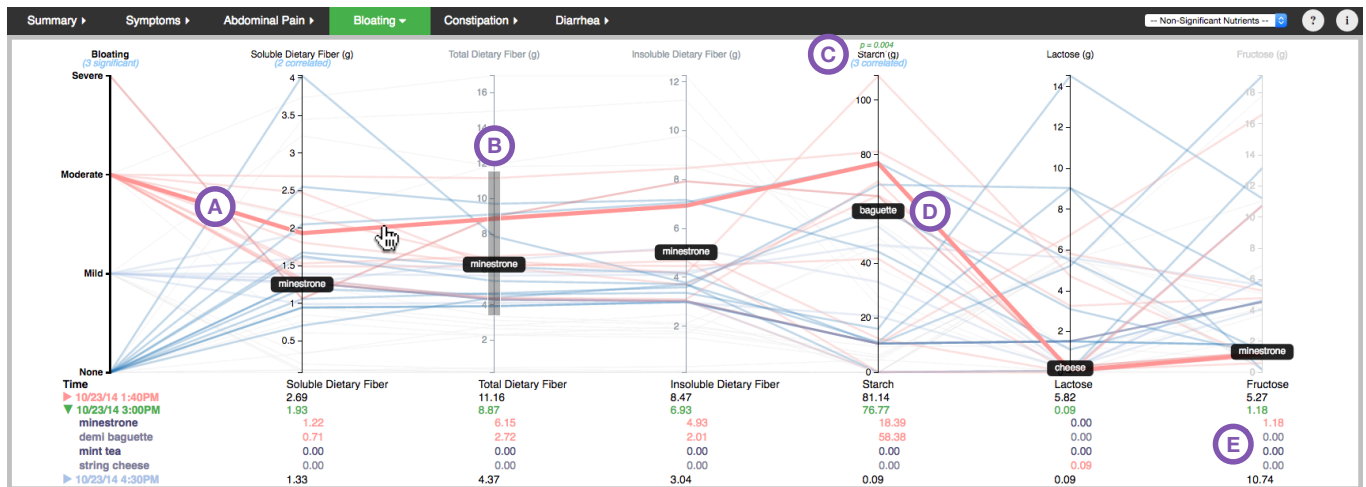 Summary Symptoms Abdominal Pain Bloating Constipation Diarrhea -- Non-Significant Nutrients -- ? i
Bloating Soluble Dietary Fiber (g) Total Dietary Fiber (g) Insoluble Dietary Fiber (g) C p = 0.004 Starch (g) Lactose (g) Fructose (g)
(3 significant) (2 correlated) (3 correlated)
Severe 4 12 18
16 100 14
3.5 14 10 16
B 12
3 12 80 14
Moderate 2.5 10 8 10 12
A 2 8 6 baguette D 8 10
1.5 minestrone minestrone 40 6 8
Mild minestrone 4 6
1 4 20 4 4
0.5 2 2 2 minestrone
None 0 cheese 0
Time Soluble Dietary Fiber Total Dietary Fiber Insoluble Dietary Fiber Starch Lactose Fructose
10/23/14 1:40PM 2.69 11.16 8.47 81.14 5.82 5.27
10/23/14 3:00PM 1.93 8.87 6.93 76.77 0.09 1.18
minestrone 1.22 6.15 4.93 18.39 0.00 1.18
demi baguette 0.71 2.72 2.01 58.38 0.00 0.00
mint tea 0.00 0.00 0.00 0.00 0.00 0.00
E
string cheese 0.00 0.00 0.00 0.00 0.09 0.00
10/23/14 4:30PM 1.33 4.37 3.04 0.09 0.09 10.74